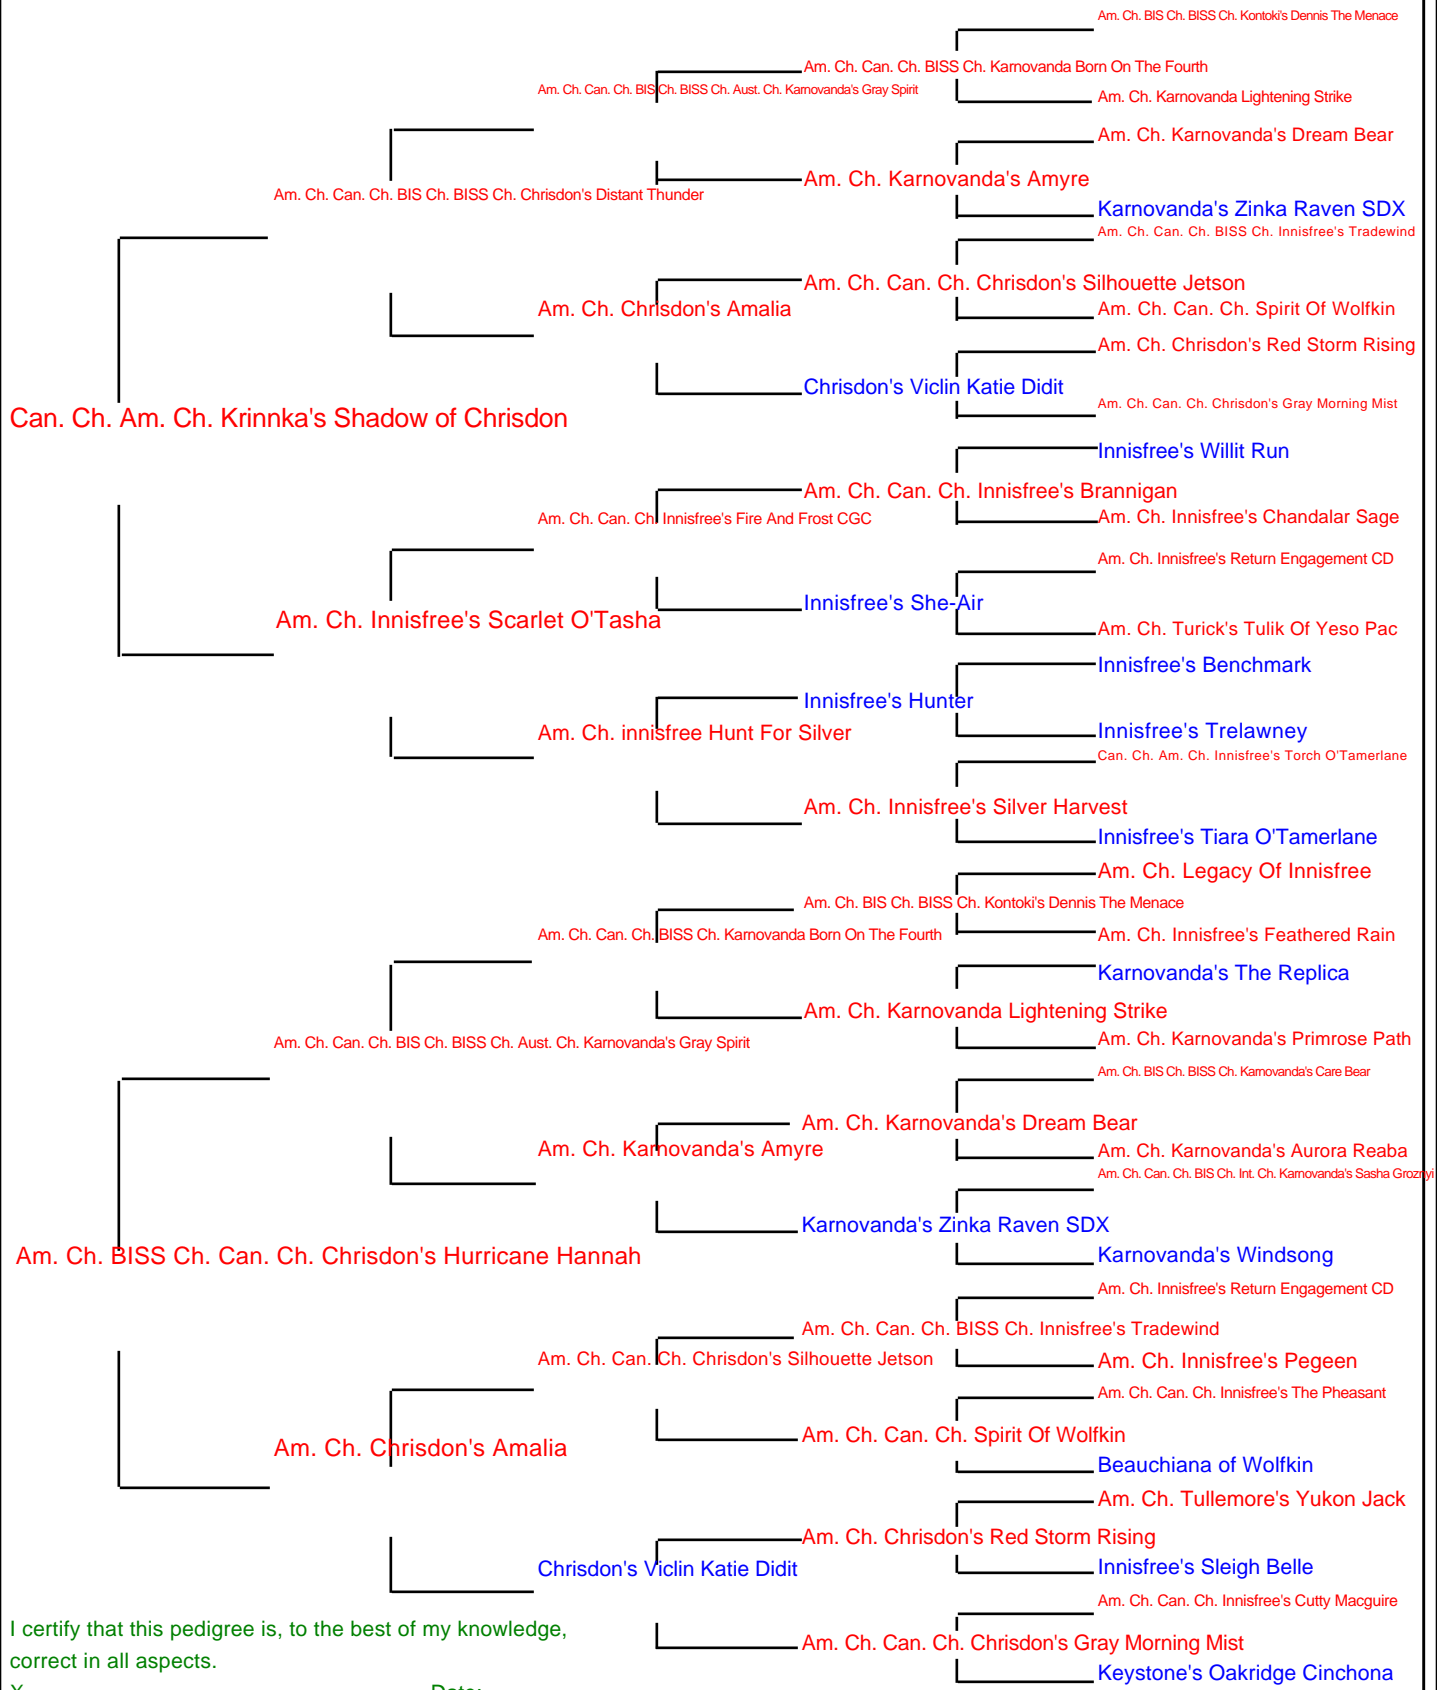 Am. Ch. BIS Ch. BISS Ch. Kontoki's Dennis The Menace
Am. Ch. Can. Ch. BISS Ch. Karnovanda Born On The Fourth
Am. Ch. Can. Ch. BIS Ch. BISS Ch. Aust. Ch. Karnovanda's Gray Spirit
Am. Ch. Karnovanda Lightening Strike
Am. Ch. Karnovanda's Dream Bear
Am. Ch. Karnovanda's Amyre
Am. Ch. Can. Ch. BIS Ch. BISS Ch. Chrisdon's Distant Thunder
Karnovanda's Zinka Raven SDX
Am. Ch. Can. Ch. BISS Ch. Innisfree's Tradewind
Am. Ch. Can. Ch. Chrisdon's Silhouette Jetson
Am. Ch. Chrisdon's Amalia
Am. Ch. Can. Ch. Spirit Of Wolfkin
Am. Ch. Chrisdon's Red Storm Rising
Chrisdon's Viclin Katie Didit
Am. Ch. Can. Ch. Chrisdon's Gray Morning Mist
Can. Ch. Am. Ch. Krinnka's Shadow of Chrisdon
Innisfree's Willit Run
Am. Ch. Can. Ch. Innisfree's Brannigan
Am. Ch. Can. Ch. Innisfree's Fire And Frost CGC
Am. Ch. Innisfree's Chandalar Sage
Am. Ch. Innisfree's Return Engagement CD
Innisfree's She-Air
Am. Ch. Innisfree's Scarlet O'Tasha
Am. Ch. Turick's Tulik Of Yeso Pac
Innisfree's Benchmark
Innisfree's Hunter
Am. Ch. innisfree Hunt For Silver
Innisfree's Trelawney
Can. Ch. Am. Ch. Innisfree's Torch O'Tamerlane
Am. Ch. Innisfree's Silver Harvest
Innisfree's Tiara O'Tamerlane
Am. Ch. Legacy Of Innisfree
Am. Ch. BIS Ch. BISS Ch. Kontoki's Dennis The Menace
Am. Ch. Can. Ch. BISS Ch. Karnovanda Born On The Fourth
Am. Ch. Innisfree's Feathered Rain
Karnovanda's The Replica
Am. Ch. Karnovanda Lightening Strike
Am. Ch. Can. Ch. BIS Ch. BISS Ch. Aust. Ch. Karnovanda's Gray Spirit
Am. Ch. Karnovanda's Primrose Path
Am. Ch. BIS Ch. BISS Ch. Karnovanda's Care Bear
Am. Ch. Karnovanda's Dream Bear
Am. Ch. Karnovanda's Amyre
Am. Ch. Karnovanda's Aurora Reaba
Am. Ch. Can. Ch. BIS Ch. Int. Ch. Karnovanda's Sasha Groznyi
Karnovanda's Zinka Raven SDX
Am. Ch. BISS Ch. Can. Ch. Chrisdon's Hurricane Hannah
Karnovanda's Windsong
Am. Ch. Innisfree's Return Engagement CD
Am. Ch. Can. Ch. BISS Ch. Innisfree's Tradewind
Am. Ch. Can. Ch. Chrisdon's Silhouette Jetson
Am. Ch. Innisfree's Pegeen
Am. Ch. Can. Ch. Innisfree's The Pheasant
Am. Ch. Can. Ch. Spirit Of Wolfkin
Am. Ch. Chrisdon's Amalia
Beauchiana of Wolfkin
Am. Ch. Tullemore's Yukon Jack
Am. Ch. Chrisdon's Red Storm Rising
Chrisdon's Viclin Katie Didit
Innisfree's Sleigh Belle
Am. Ch. Can. Ch. Innisfree's Cutty Macguire
Am. Ch. Can. Ch. Chrisdon's Gray Morning Mist
Keystone's Oakridge Cinchona
I certify that this pedigree is, to the best of my knowledge,
correct in all aspects.
X Date: